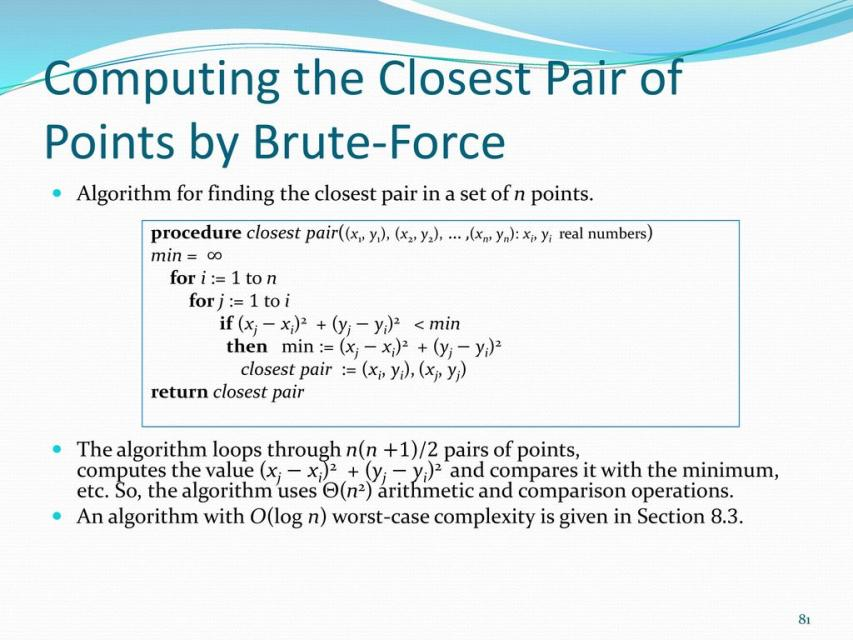 Computing the Closest Pair of
Points by Brute-Force
• Algorithm for finding the closest pair in a set of n points.
procedure closest pair((x₁, y₁), (x₂, y₂), … ,(xₙ, yₙ): xᵢ, yᵢ real numbers)
min = ∞
for i := 1 to n
for j := 1 to i
if (xⱼ − xᵢ)² + (yⱼ − yᵢ)² < min
then min := (xⱼ − xᵢ)² + (yⱼ − yᵢ)²
closest pair := (xᵢ, yᵢ), (xⱼ, yⱼ)
return closest pair
• The algorithm loops through n(n +1)/2 pairs of points,
computes the value (xⱼ − xᵢ)² + (yⱼ − yᵢ)² and compares it with the minimum,
etc. So, the algorithm uses Θ(n²) arithmetic and comparison operations.
• An algorithm with O(log n) worst-case complexity is given in Section 8.3.
81